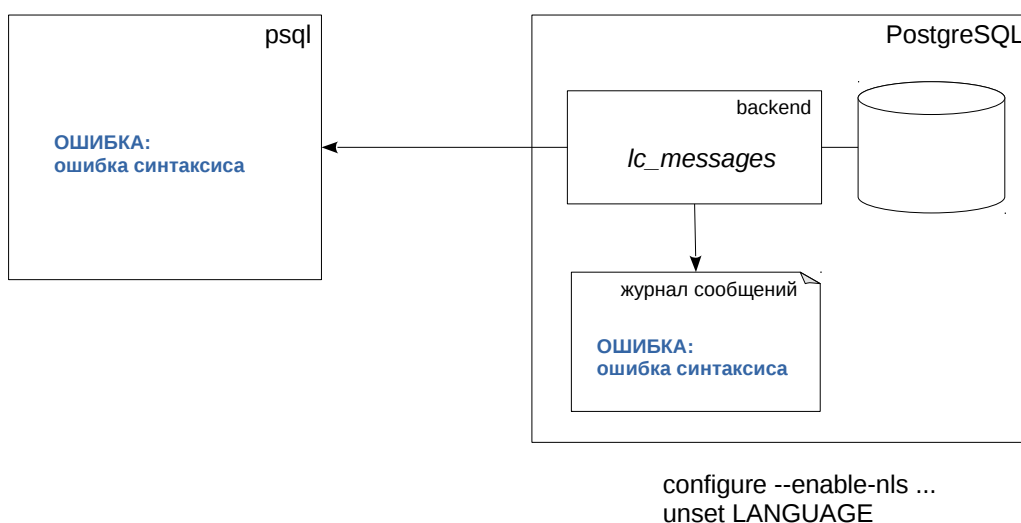 psql
ОШИБКА:
ошибка синтаксиса
PostgreSQL
backend
lc_messages
журнал сообщений
ОШИБКА:
ошибка синтаксиса
configure --enable-nls ...
unset LANGUAGE